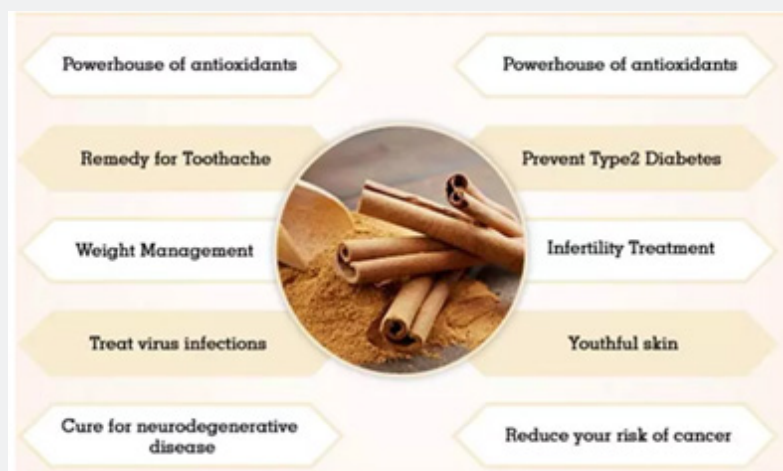 Powerhouse of antioxidants
Powerhouse of antioxidants
Remedy for Toothache
Prevent Type2 Diabetes
Weight Management
Infertility Treatment
Treat virus infections
Youthful skin
Cure for neurodegenerative
disease
Reduce your risk of cancer